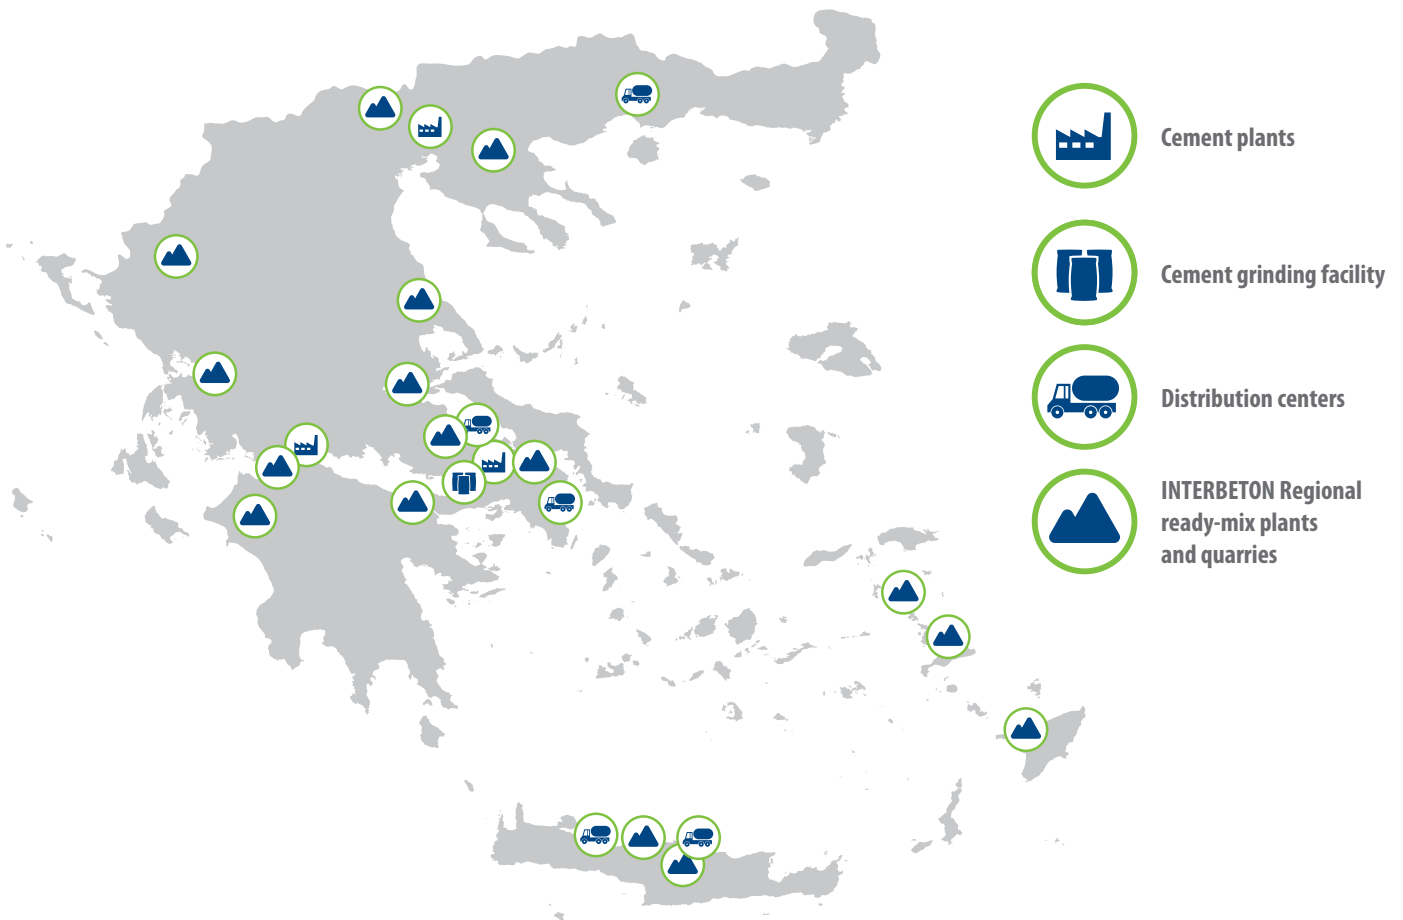 Cement plants
Cement grinding facility
Distribution centers
INTERBETON Regional
ready-mix plants
and quarries